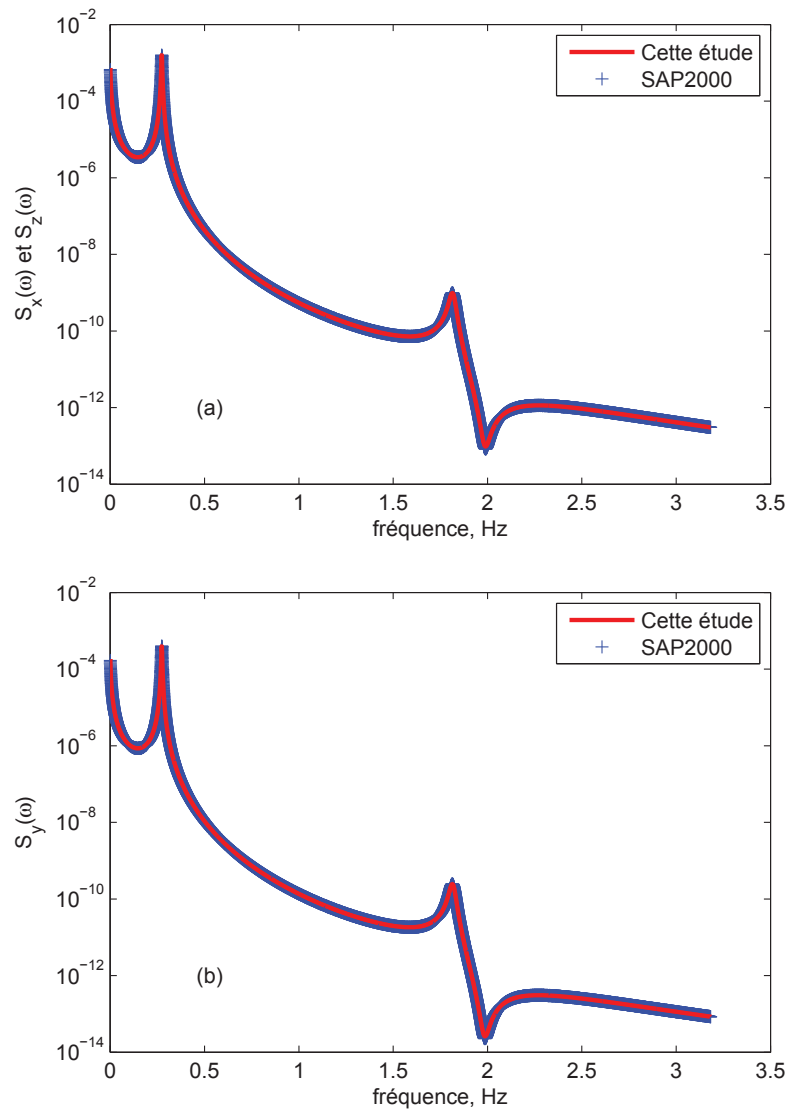 10⁻²
10⁻⁴
10⁻⁶
10⁻⁸
10⁻¹⁰
10⁻¹²
10⁻¹⁴
Sx(ω) et Sz(ω)
Cette étude
SAP2000
(a)
0 0.5 1 1.5 2 2.5 3 3.5
fréquence, Hz
10⁻²
10⁻⁴
10⁻⁶
10⁻⁸
10⁻¹⁰
10⁻¹²
10⁻¹⁴
Sy(ω)
Cette étude
SAP2000
(b)
0 0.5 1 1.5 2 2.5 3 3.5
fréquence, Hz